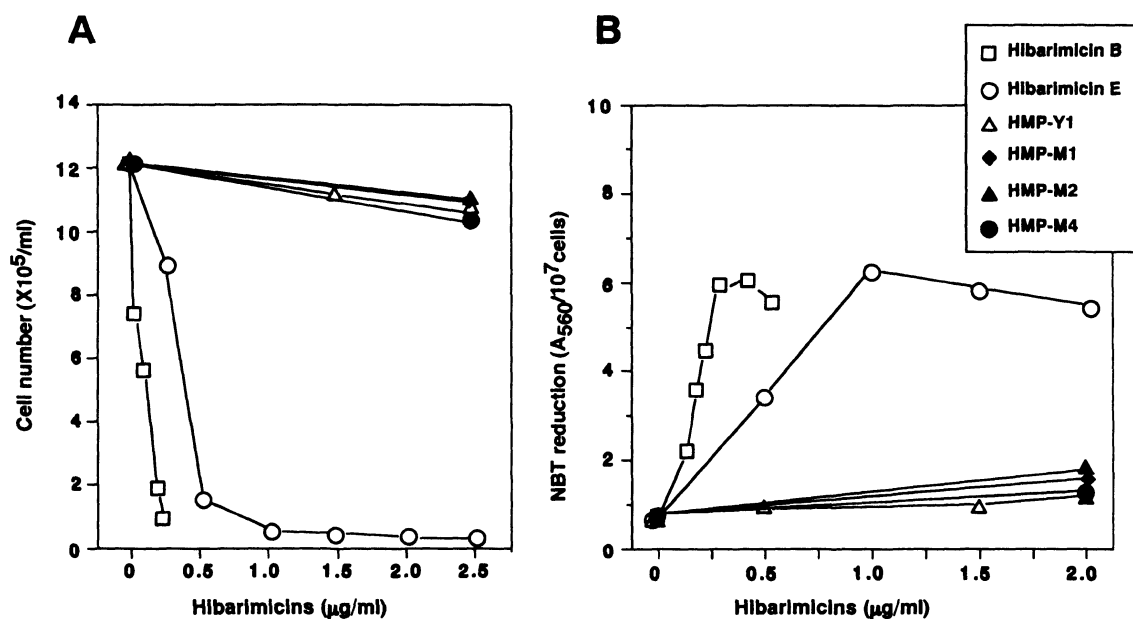 A
Cell number (X10⁵/ml)
14
12
10
8
6
4
2
0
0 0.5 1.0 1.5 2.0 2.5
Hibarimicins (μg/ml)
B
NBT reduction (A₅₆₀/10⁷cells)
10
8
6
4
2
0
0 0.5 1.0 1.5 2.0
Hibarimicins (μg/ml)
Hibarimicin B
Hibarimicin E
HMP-Y1
HMP-M1
HMP-M2
HMP-M4